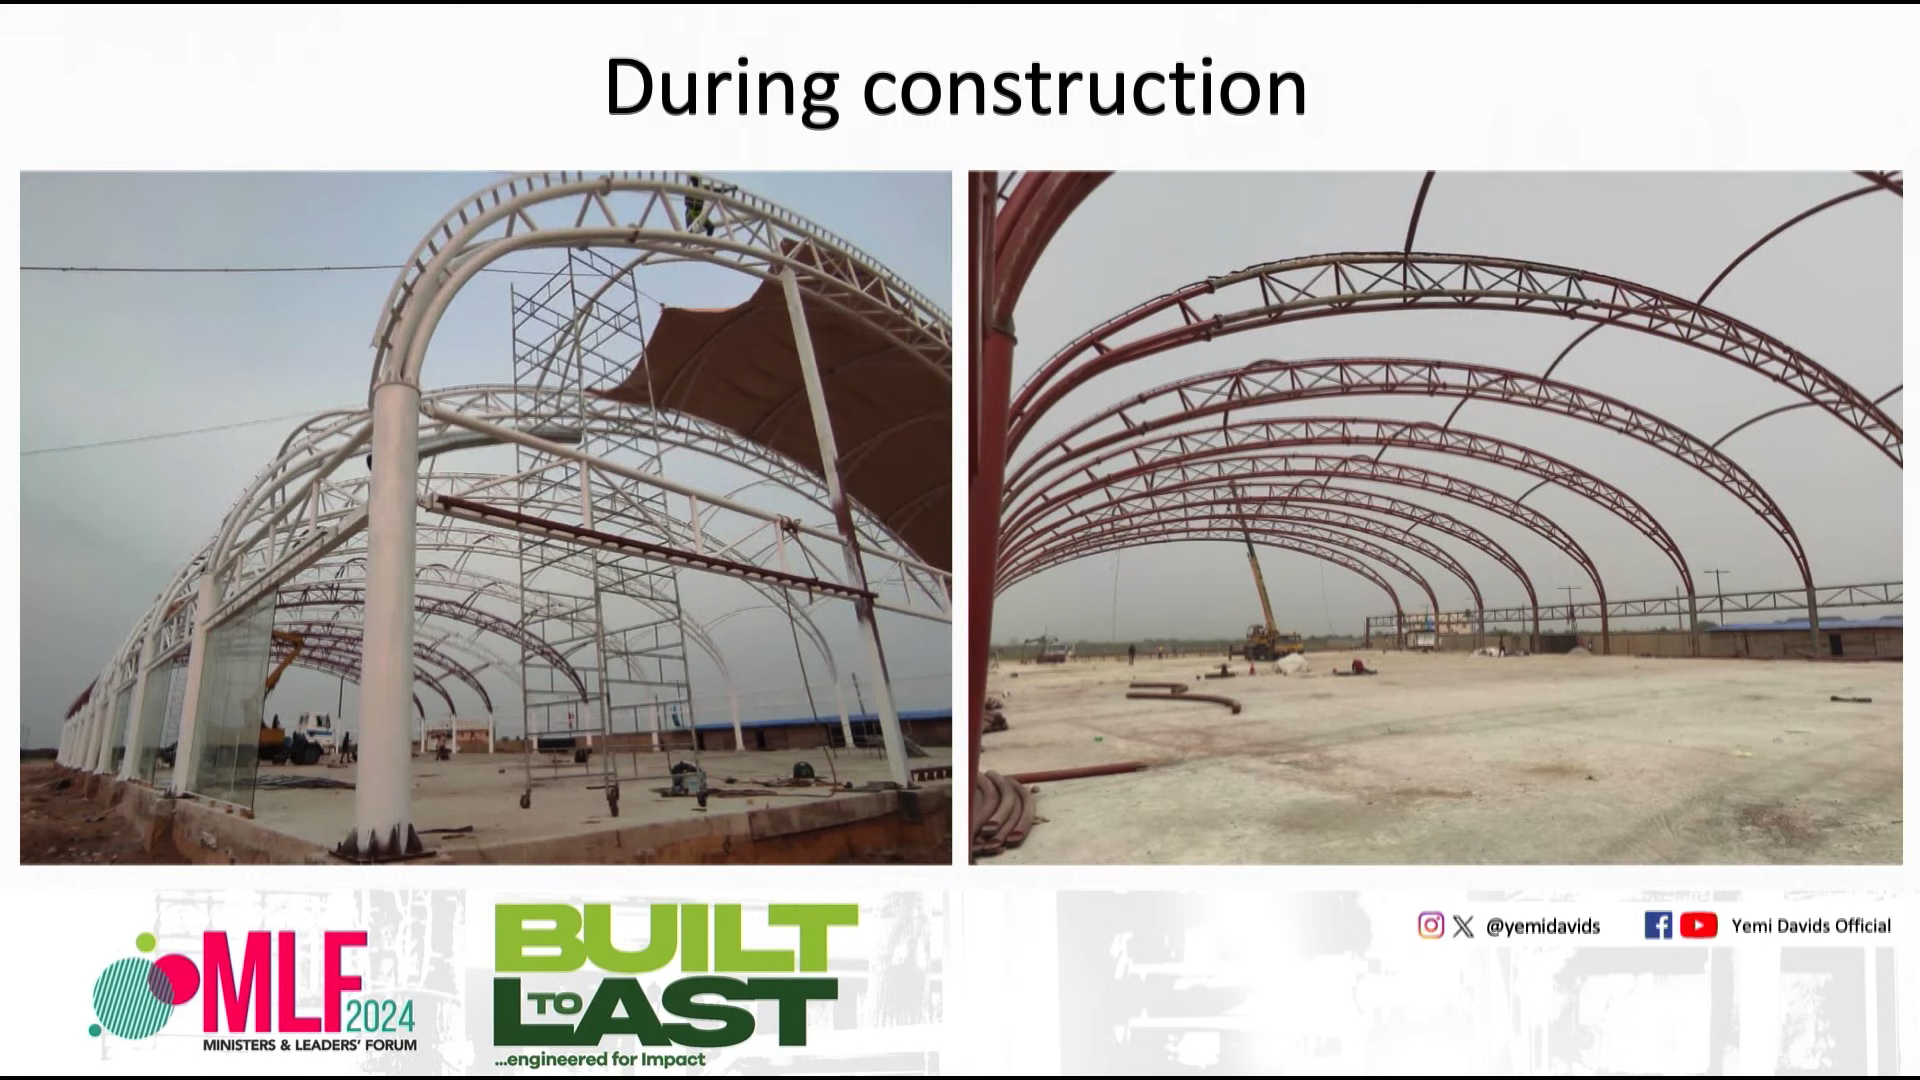 During construction
MLF
2024
MINISTERS & LEADERS' FORUM
BUILT
TO
LAST
...engineered for Impact
@yemidavids
Yemi Davids Official